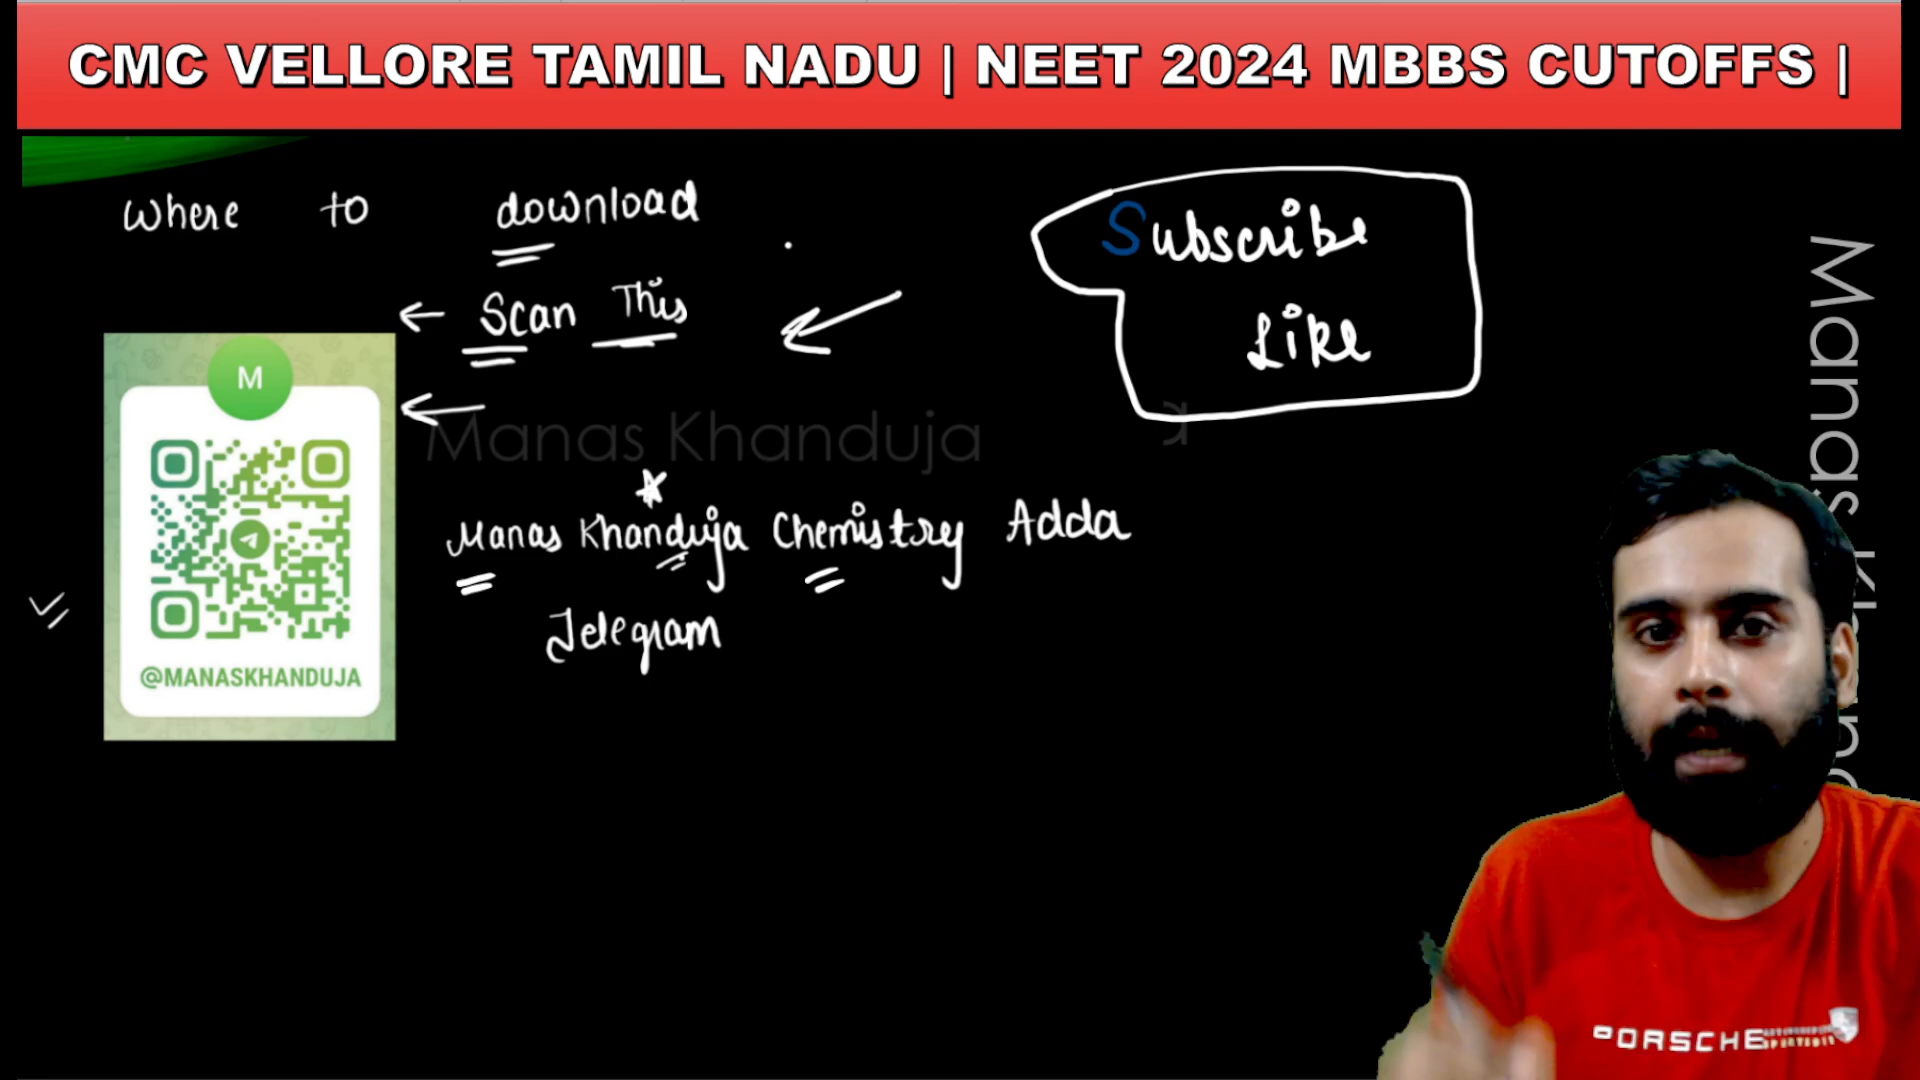 CMC VELLORE TAMIL NADU | NEET 2024 MBBS CUTOFFS |
Where to download
Scan This
Subscribe
Like
M
@MANASKHANDUJA
Manas Khanduja
Manas Khanduja Chemistry Adda
Telegram
Manas
PORSCHE